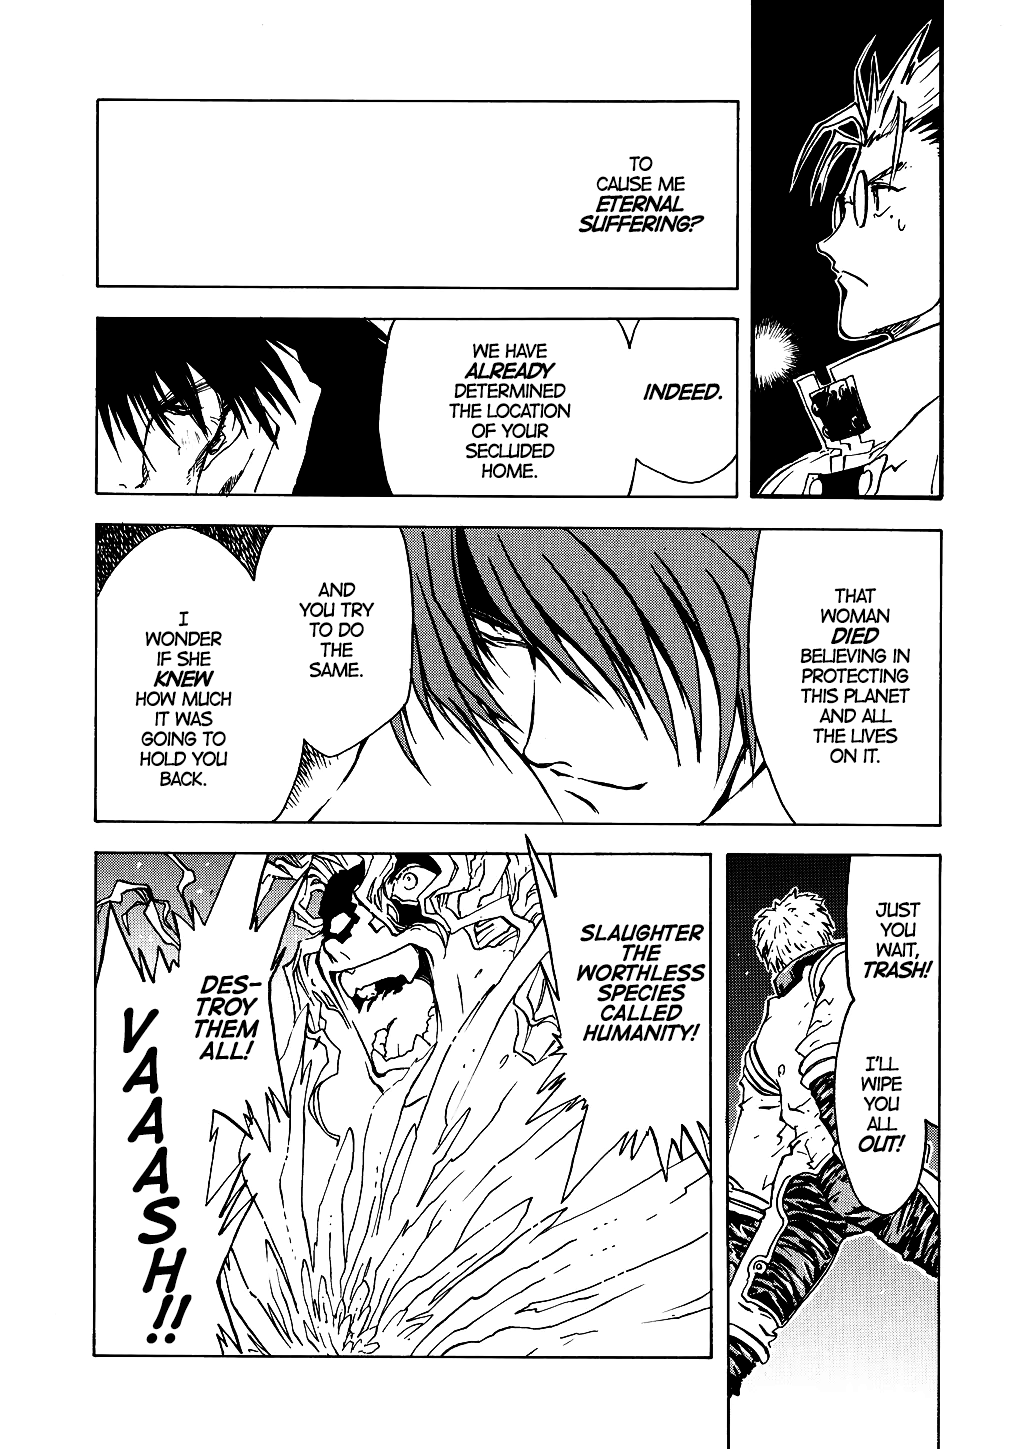 TO
CAUSE ME
ETERNAL
SUFFERING?
INDEED.
WE HAVE
ALREADY
DETERMINED
THE LOCATION
OF YOUR
SECLUDED
HOME.
THAT
WOMAN
DIED
BELIEVING IN
PROTECTING
THIS PLANET
AND ALL
THE LIVES
ON IT.
AND
YOU TRY
TO DO
THE
SAME.
I
WONDER
IF SHE
KNEW
HOW MUCH
IT WAS
GOING TO
HOLD YOU
BACK.
JUST
YOU
WAIT,
TRASH!
I'LL
WIPE
YOU
ALL
OUT!
SLAUGHTER
THE
WORTHLESS
SPECIES
CALLED
HUMANITY!
DES-
TROY
THEM
ALL!
VAAASH!!